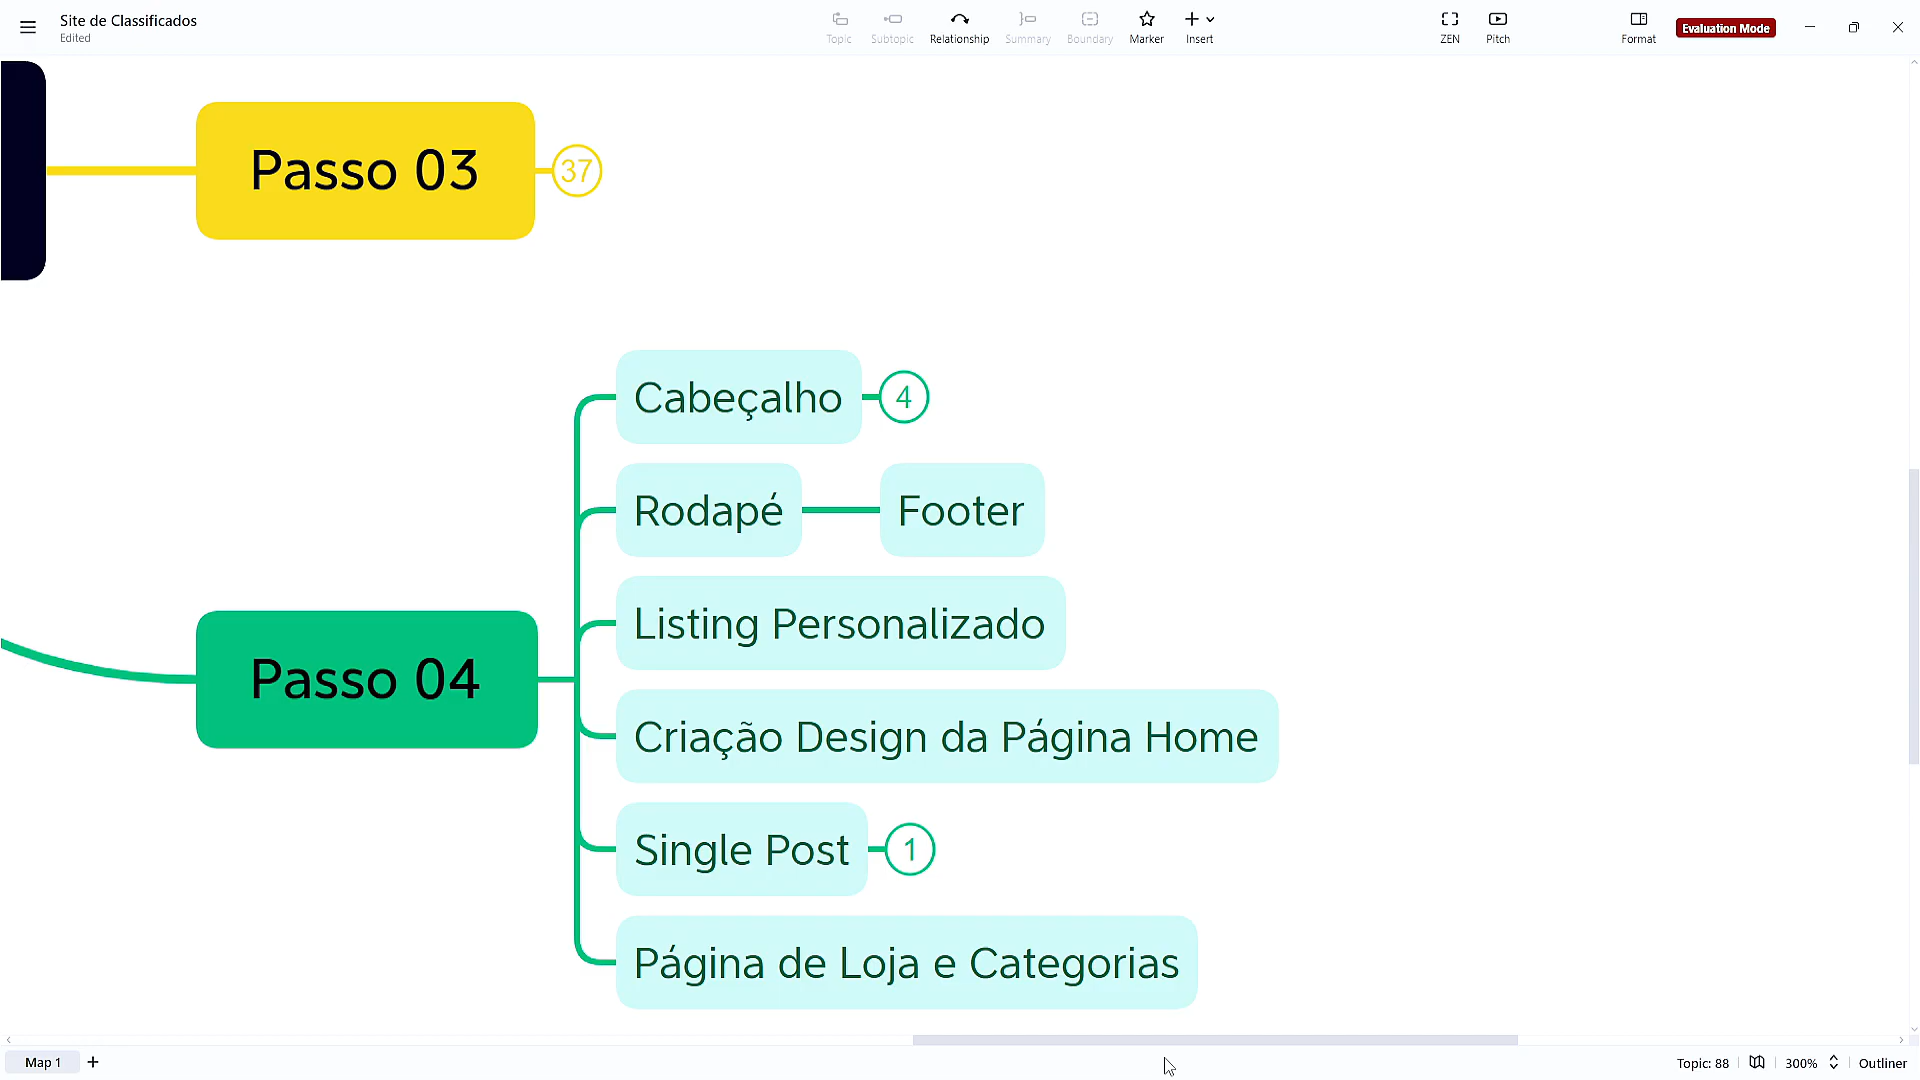 Site de Classificados
Edited
Topic
Subtopic
Relationship
Summary
Boundary
Marker
Insert
ZEN
Pitch
Format
Evaluation Mode
Passo 03
37
Cabeçalho
4
Rodapé
Footer
Listing Personalizado
Passo 04
Criação Design da Página Home
Single Post
1
Página de Loja e Categorias
Map 1
Topic: 88
300%
Outliner